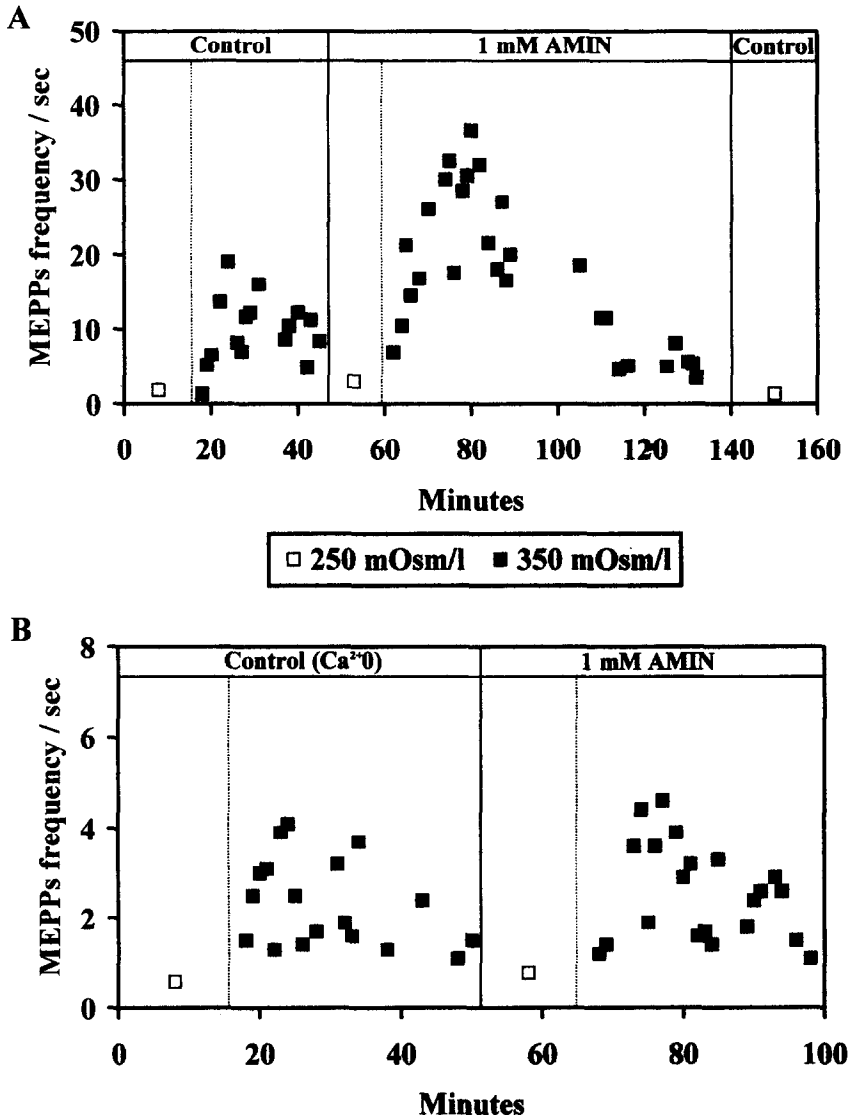 A
50
Control 1 mM AMIN Control
40
30
20
10
0
MEPPs frequency / sec
0 20 40 60 80 100 120 140 160
Minutes
□ 250 mOsm/l ■ 350 mOsm/l
B
8
Control (Ca²⁺0) 1 mM AMIN
6
4
2
0
MEPPs frequency / sec
0 20 40 60 80 100
Minutes